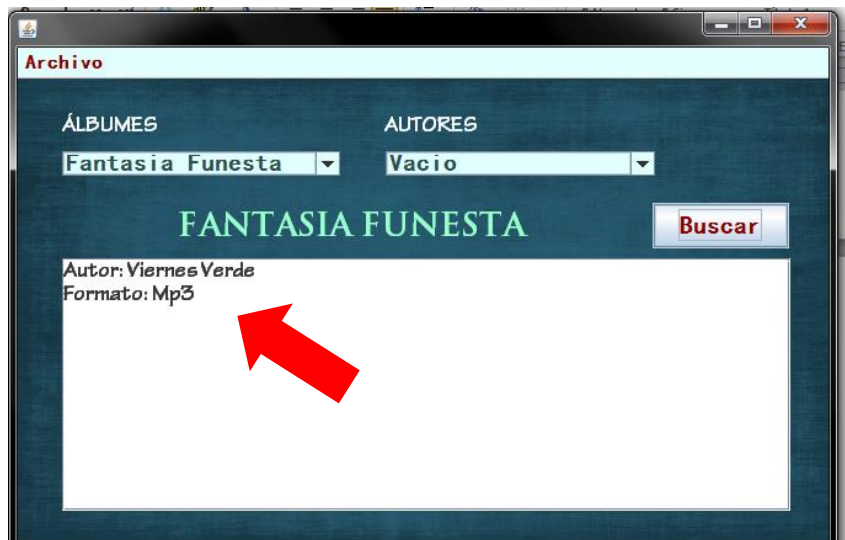 Archivo
ÁLBUMES
AUTORES
Fantasia Funesta
Vacio
FANTASIA FUNESTA
Buscar
Autor: Viernes Verde
Formato: Mp3